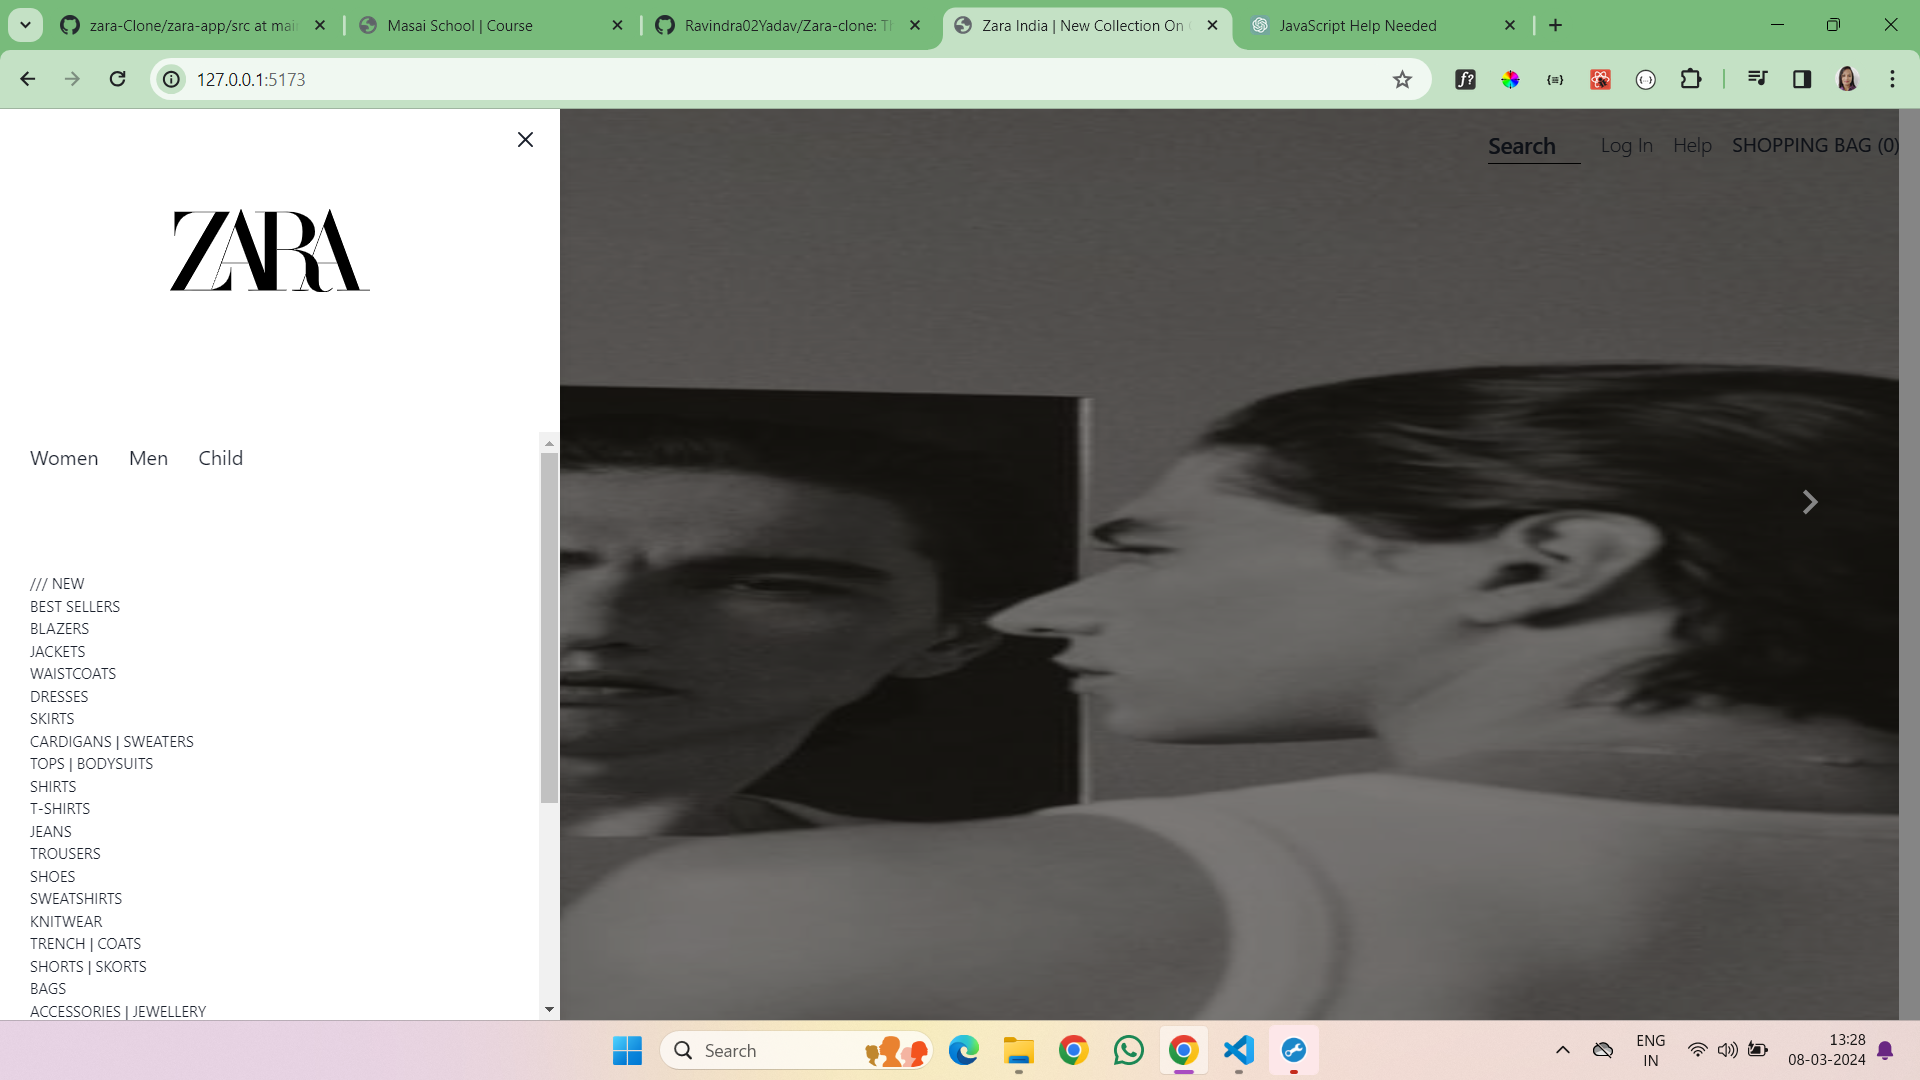 zara-Clone/zara-app/src at mai
Masai School | Course
Ravindra02Yadav/Zara-clone: Th
Zara India | New Collection On
JavaScript Help Needed
127.0.0.1:5173
Search
Log In
Help
SHOPPING BAG (0)
ZARA
Women
Men
Child
/// NEW
BEST SELLERS
BLAZERS
JACKETS
WAISTCOATS
DRESSES
SKIRTS
CARDIGANS | SWEATERS
TOPS | BODYSUITS
SHIRTS
T-SHIRTS
JEANS
TROUSERS
SHOES
SWEATSHIRTS
KNITWEAR
TRENCH | COATS
SHORTS | SKORTS
BAGS
ACCESSORIES | JEWELLERY
Search
ENG
IN
13:28
08-03-2024